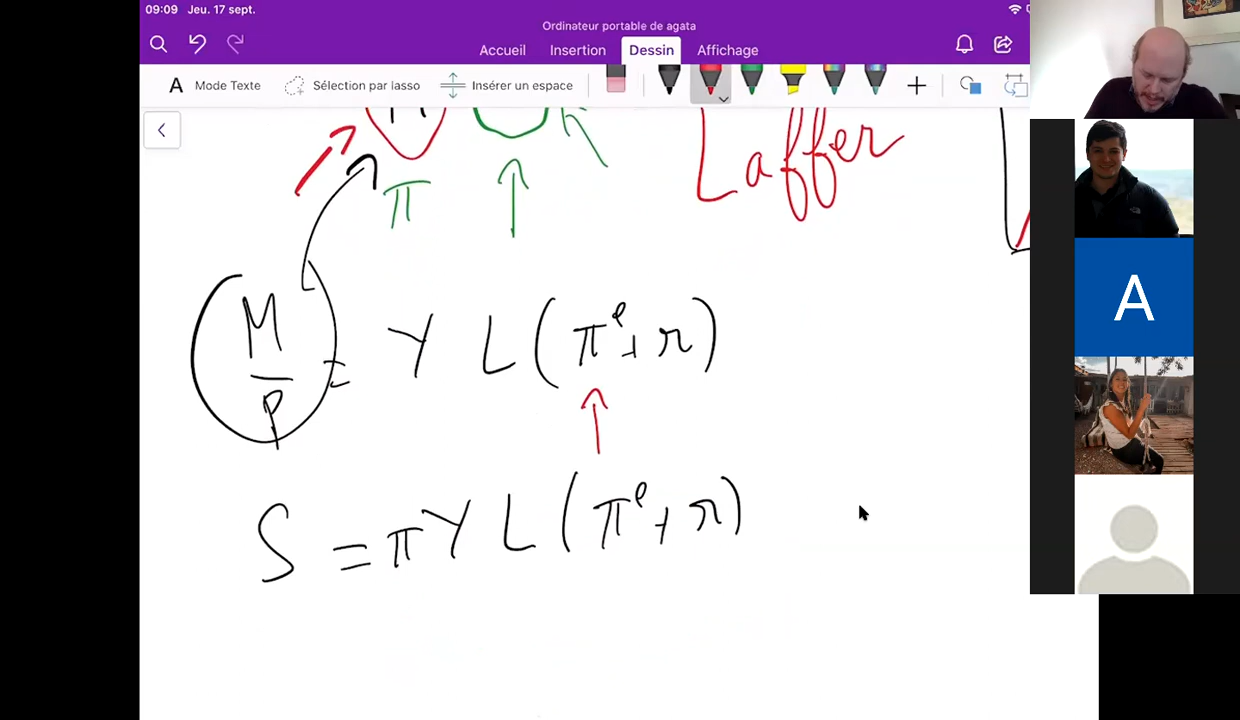 09:09 Jeu. 17 sept.
Ordinateur portable de agata
Accueil Insertion Dessin Affichage
A Mode Texte Sélection par lasso Insérer un espace
π
Laffer
M/P = Y L(πᵉ + r)
S = π Y L(πᵉ + r)
A